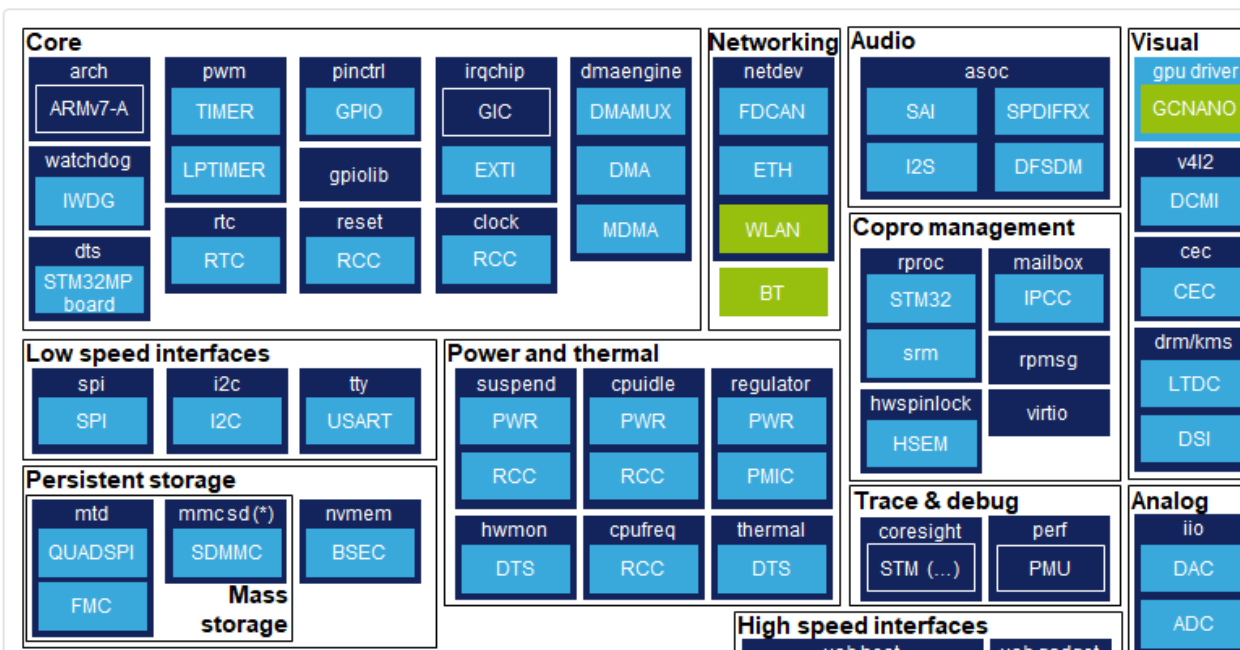 Core
arch
ARMv7-A
watchdog
IWDG
dts
STM32MP
board
pwm
TIMER
LPTIMER
rtc
RTC
pinctrl
GPIO
gpiolib
reset
RCC
irqchip
GIC
EXTI
clock
RCC
dmaengine
DMAMUX
DMA
MDMA
Networking
netdev
FDCAN
ETH
WLAN
BT
Audio
asoc
SAI
SPDIFRX
I2S
DFSDM
Visual
gpu driver
GCNANO
v4l2
DCMI
cec
CEC
drm/kms
LTDC
DSI
Copro management
rproc
STM32
srm
hwspinlock
HSEM
mailbox
IPCC
rpmsg
virtio
Low speed interfaces
spi
SPI
i2c
I2C
tty
USART
Power and thermal
suspend
PWR
RCC
cpuidle
PWR
RCC
regulator
PWR
PMIC
hwmon
DTS
cpufreq
RCC
thermal
DTS
Persistent storage
mtd
QUADSPI
FMC
mmcsd (*)
SDMMC
Mass
storage
nvmem
BSEC
Trace & debug
coresight
STM (...)
perf
PMU
Analog
iio
DAC
ADC
High speed interfaces
usb host
usb gadget